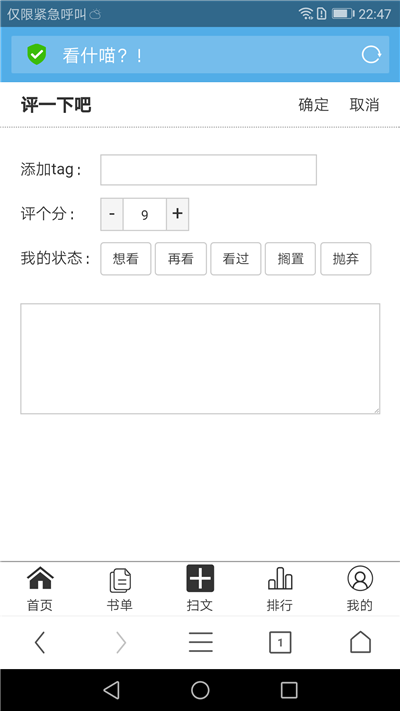 仅限紧急呼叫 22:47
看什喵？！
评一下吧 确定 取消
添加tag：
评个分： - 9 +
我的状态： 想看 再看 看过 搁置 抛弃
首页 书单 扫文 排行 我的
1